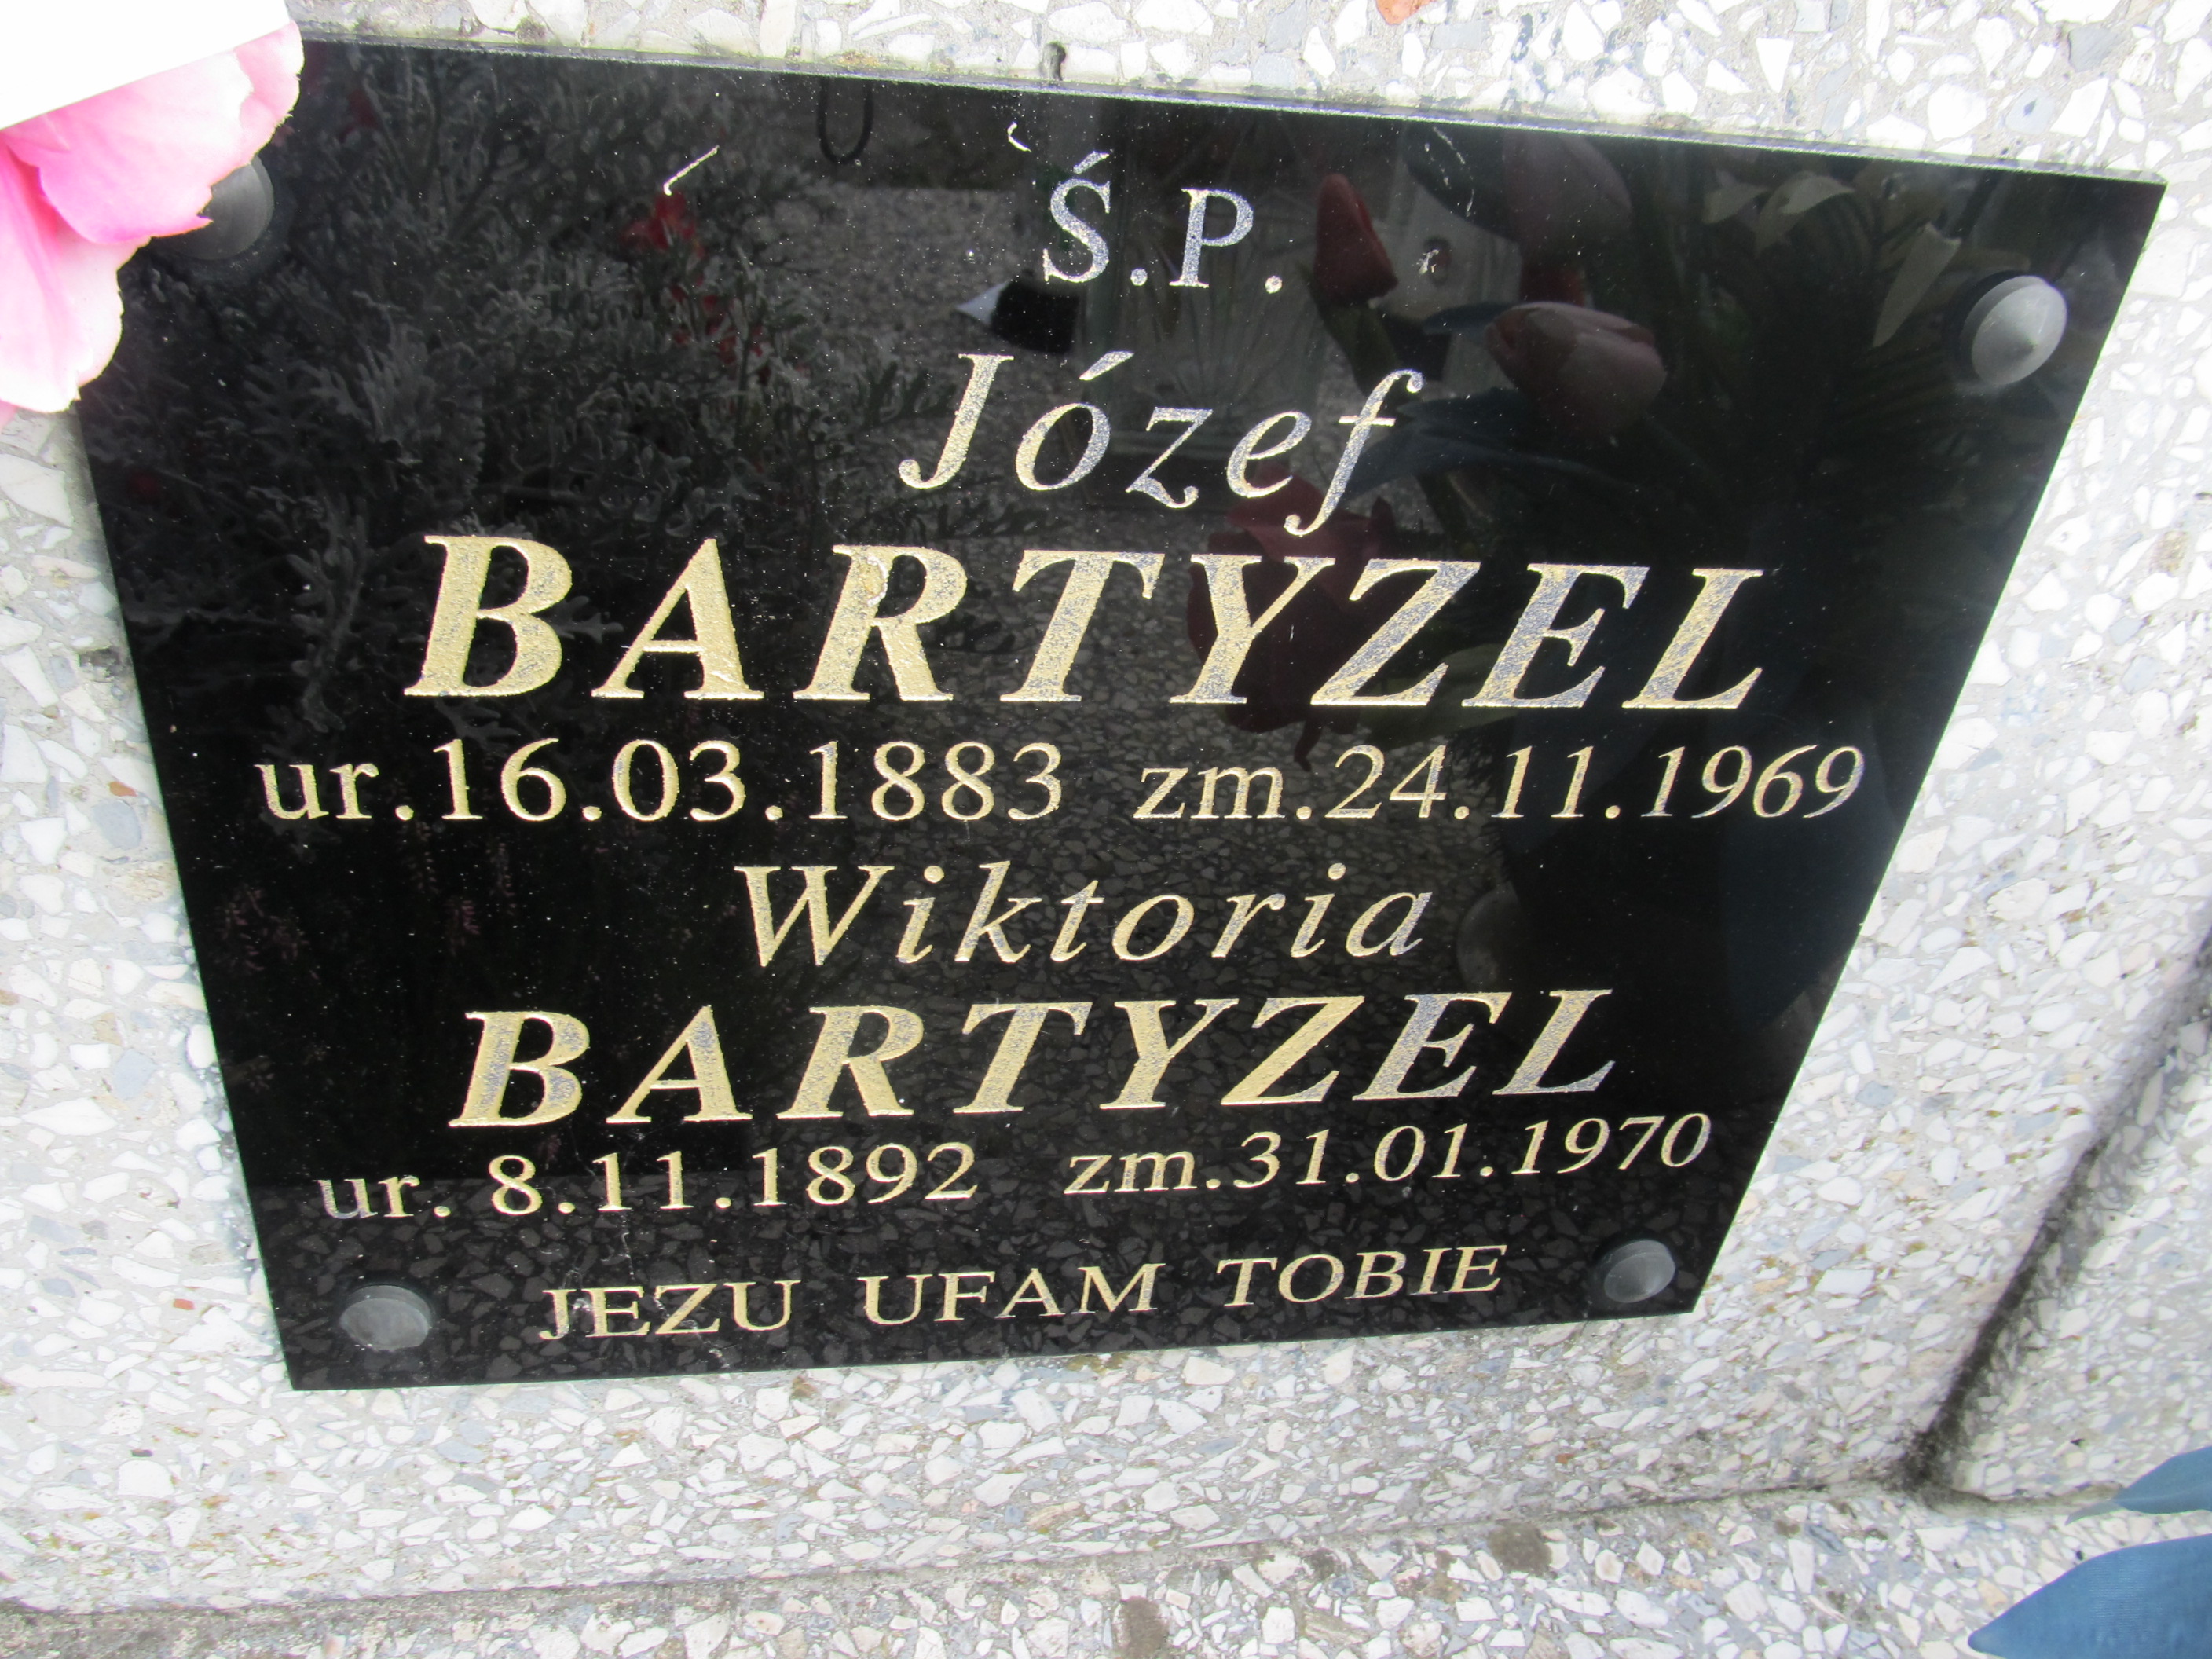 Ś.P.
Józef
BARTYZEL
ur.16.03.1883 zm.24.11.1969
Wiktoria
BARTYZEL
ur. 8.11.1892 zm.31.01.1970
JEZU UFAM TOBIE